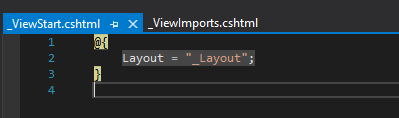 _ViewStart.cshtml _ViewImports.cshtml
1 @{
2 Layout = "_Layout";
3 }
4